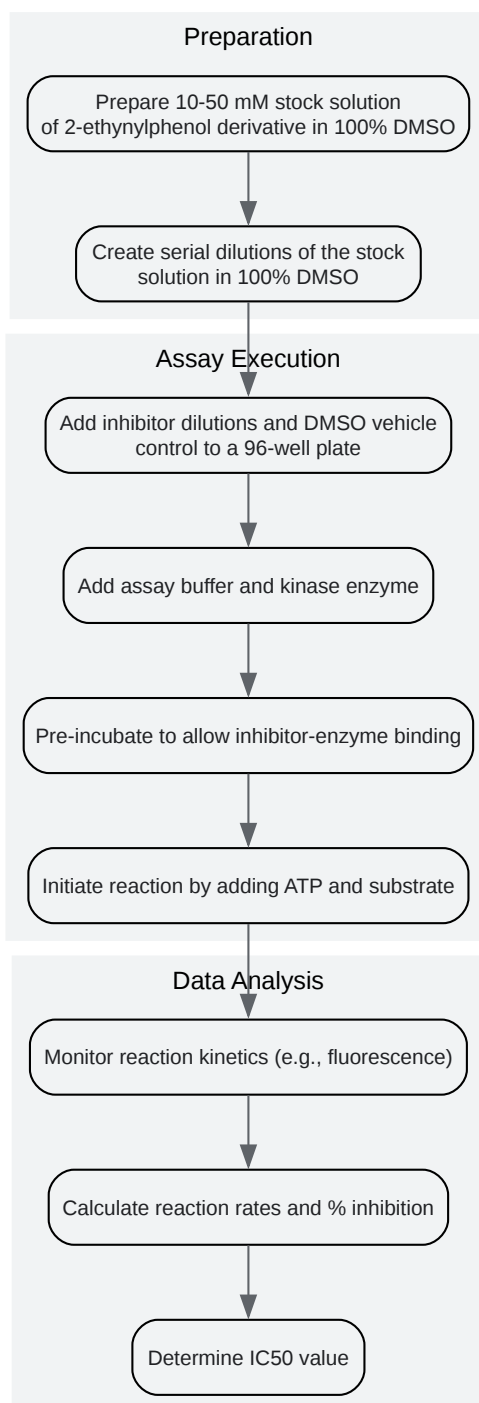 Preparation
Prepare 10-50 mM stock solution
of 2-ethynylphenol derivative in 100% DMSO
Create serial dilutions of the stock
solution in 100% DMSO
Assay Execution
Add inhibitor dilutions and DMSO vehicle
control to a 96-well plate
Add assay buffer and kinase enzyme
Pre-incubate to allow inhibitor-enzyme binding
Initiate reaction by adding ATP and substrate
Data Analysis
Monitor reaction kinetics (e.g., fluorescence)
Calculate reaction rates and % inhibition
Determine IC50 value